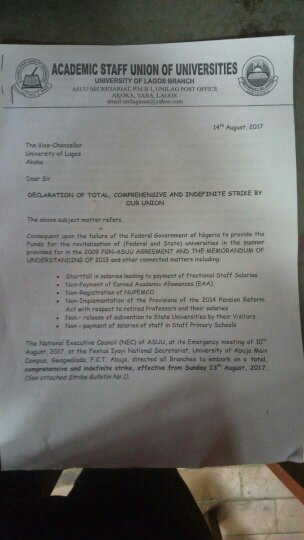 ACADEMIC STAFF UNION OF UNIVERSITIES
UNIVERSITY OF LAGOS BRANCH
ASUU SECRETARIAT, P.M.B 1, UNILAG POST OFFICE
AKOKA, YABA, LAGOS
email:unilagasuu@yahoo.com
14th August, 2017
The Vice-Chancellor
University of Lagos
Akoka
Dear Sir,
DECLARATION OF TOTAL, COMPREHENSIVE AND INDEFINITE STRIKE BY
OUR UNION
The above subject matter refers.
Consequent upon the failure of the Federal Government of Nigeria to provide the
funds for the revitalization of (Federal and State) universities in the manner
provided for in the 2009 FGN-ASUU AGREEMENT AND THE MEMORANDUM OF
UNDERSTANDING OF 2013 and other connected matters including:
• Shortfall in salaries leading to payment of fractional Staff Salaries
• Non-Payment of Earned Academic Allowances (EAA).
• Non-Registration of NUPEMCO
• Non-Implementation of the Provisions of the 2014 Pension Reform
Act with respect to retired Professors and their salaries
• Non - release of subvention to State Universities by their Visitors
• Non - payment of salaries of staff in Staff Primary Schools
The National Executive Council (NEC) of ASUU, at its Emergency meeting of 10th
August, 2017, at the Festus Iyayi National Secretariat, University of Abuja Main
Campus, Gwagwalada, F.C.T. Abuja, directed all Branches to embark on a total,
comprehensive and indefinite strike, effective from Sunday 13th August, 2017.
(See attached Strike Bulletin No.1).
1